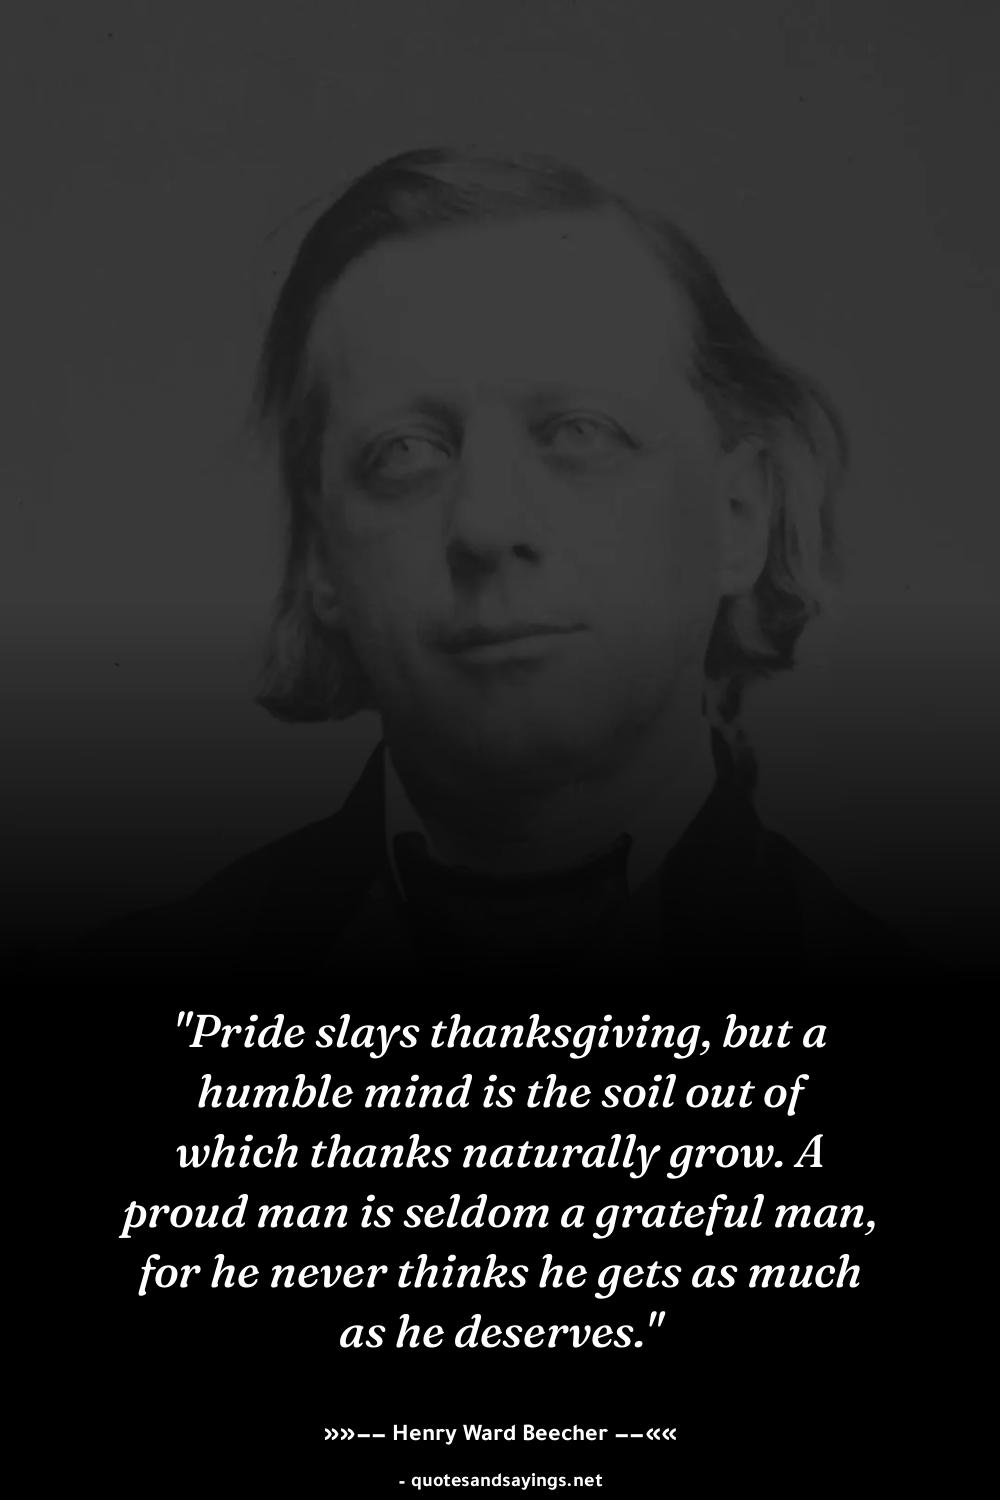 "Pride slays thanksgiving, but a
humble mind is the soil out of
which thanks naturally grow. A
proud man is seldom a grateful man,
for he never thinks he gets as much
as he deserves."
»»−− Henry Ward Beecher −−««
- quotesandsayings.net